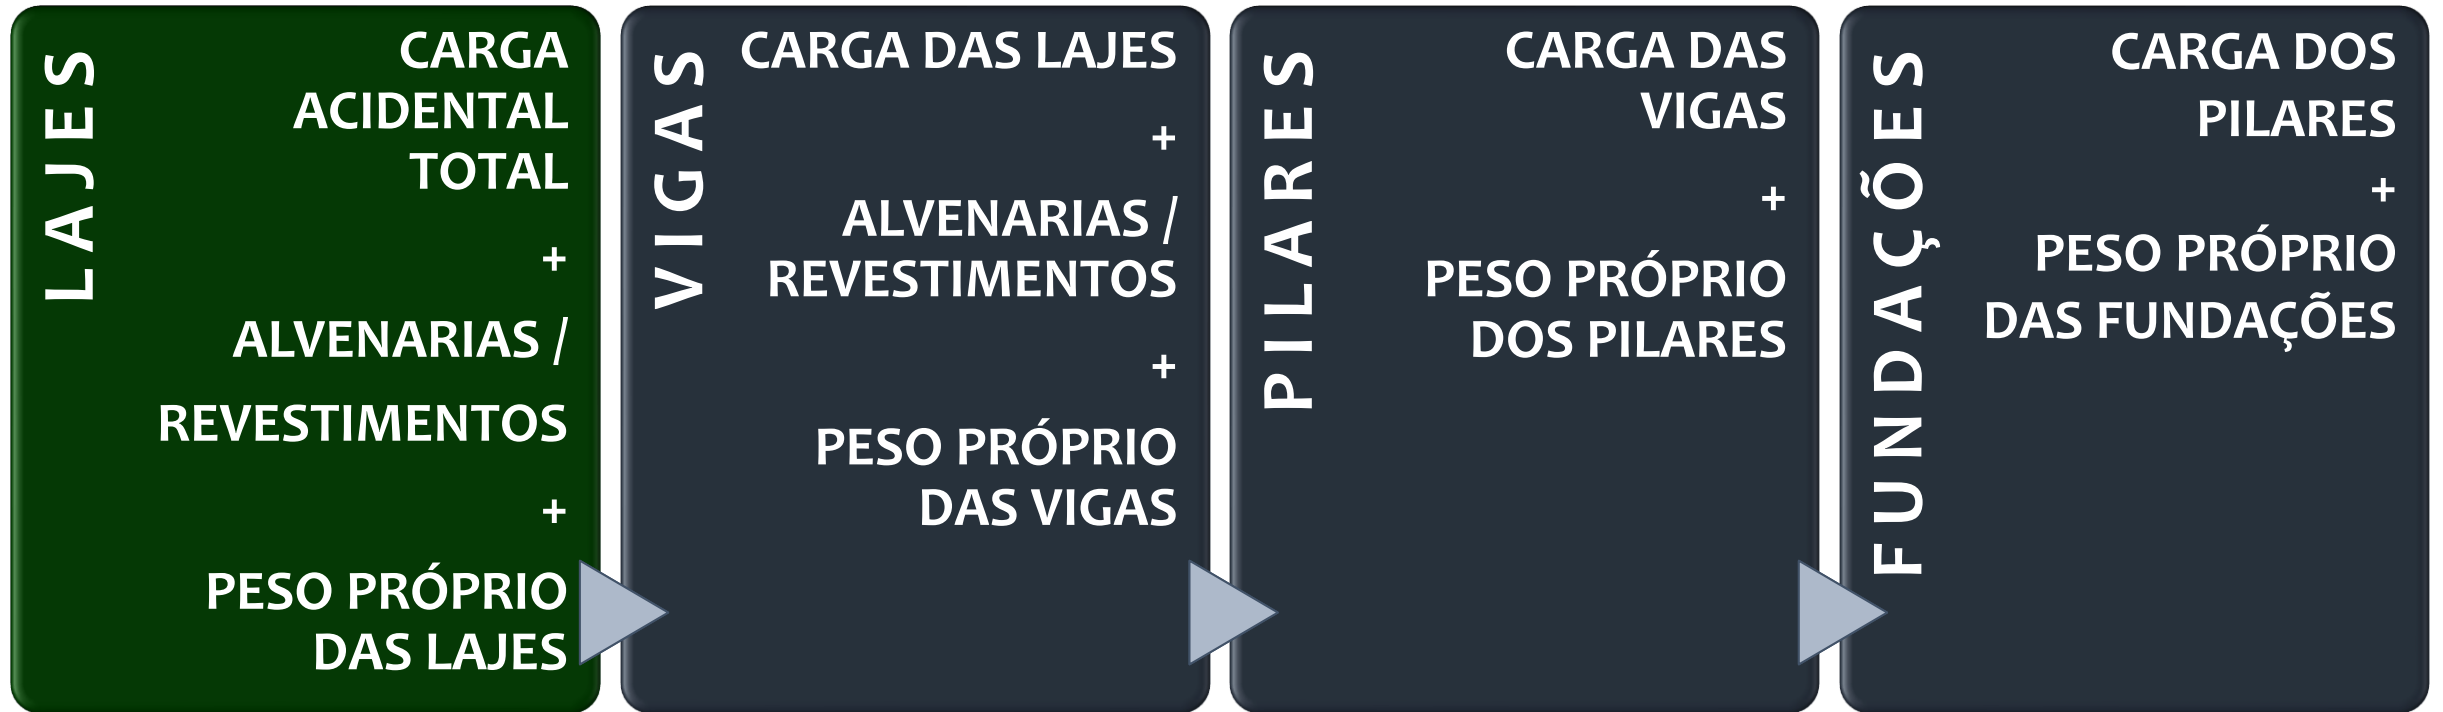 LAJES
CARGA
ACIDENTAL
TOTAL
+
ALVENARIAS /
REVESTIMENTOS
+
PESO PRÓPRIO
DAS LAJES
VIGAS
CARGA DAS LAJES
+
ALVENARIAS /
REVESTIMENTOS
+
PESO PRÓPRIO
DAS VIGAS
PILARES
CARGA DAS
VIGAS
+
PESO PRÓPRIO
DOS PILARES
FUNDAÇÕES
CARGA DOS
PILARES
+
PESO PRÓPRIO
DAS FUNDAÇÕES